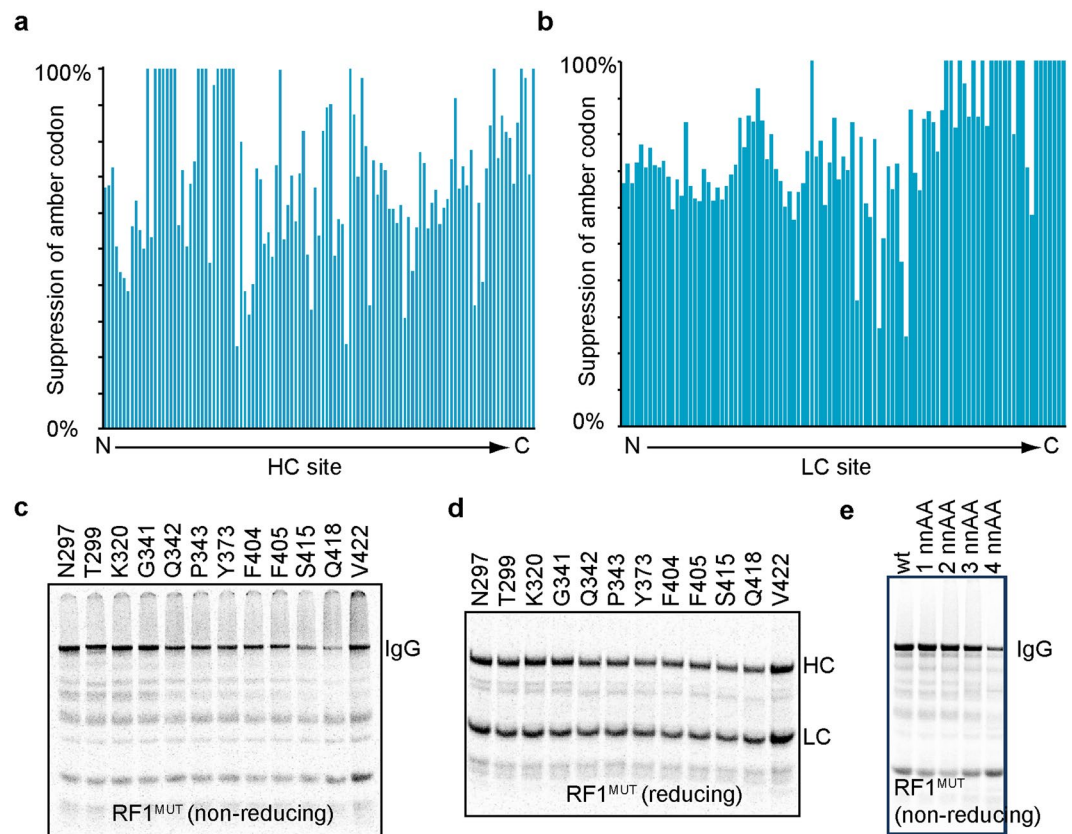 a
100%
Suppression of amber codon
0%
N
C
HC site
b
100%
Suppression of amber codon
0%
N
C
LC site
c
N297
T299
K320
G341
Q342
P343
Y373
F404
F405
S415
Q418
V422
IgG
RF1MUT (non-reducing)
d
N297
T299
K320
G341
Q342
P343
Y373
F404
F405
S415
Q418
V422
HC
LC
RF1MUT (reducing)
e
wt
1 nnAA
2 nnAA
3 nnAA
4 nnAA
IgG
RF1MUT
(non-reducing)